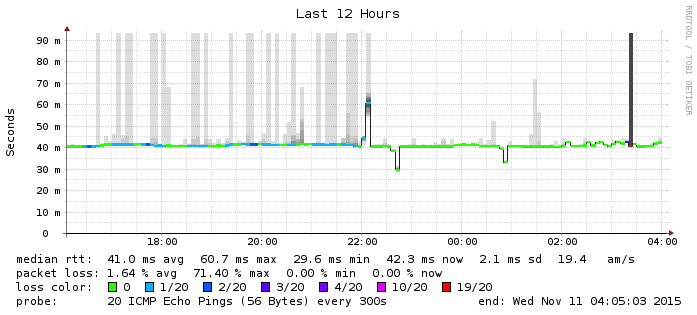 Last 12 Hours
RRDTOOL / TOBI OETIKER
Seconds
90 m
80 m
70 m
60 m
50 m
40 m
30 m
20 m
10 m
0
18:00 20:00 22:00 00:00 02:00 04:00
median rtt: 41.0 ms avg 60.7 ms max 29.6 ms min 42.3 ms now 2.1 ms sd 19.4 am/s
packet loss: 1.64 % avg 71.40 % max 0.00 % min 0.00 % now
loss color: 0 1/20 2/20 3/20 4/20 10/20 19/20
probe: 20 ICMP Echo Pings (56 Bytes) every 300s end: Wed Nov 11 04:05:03 2015